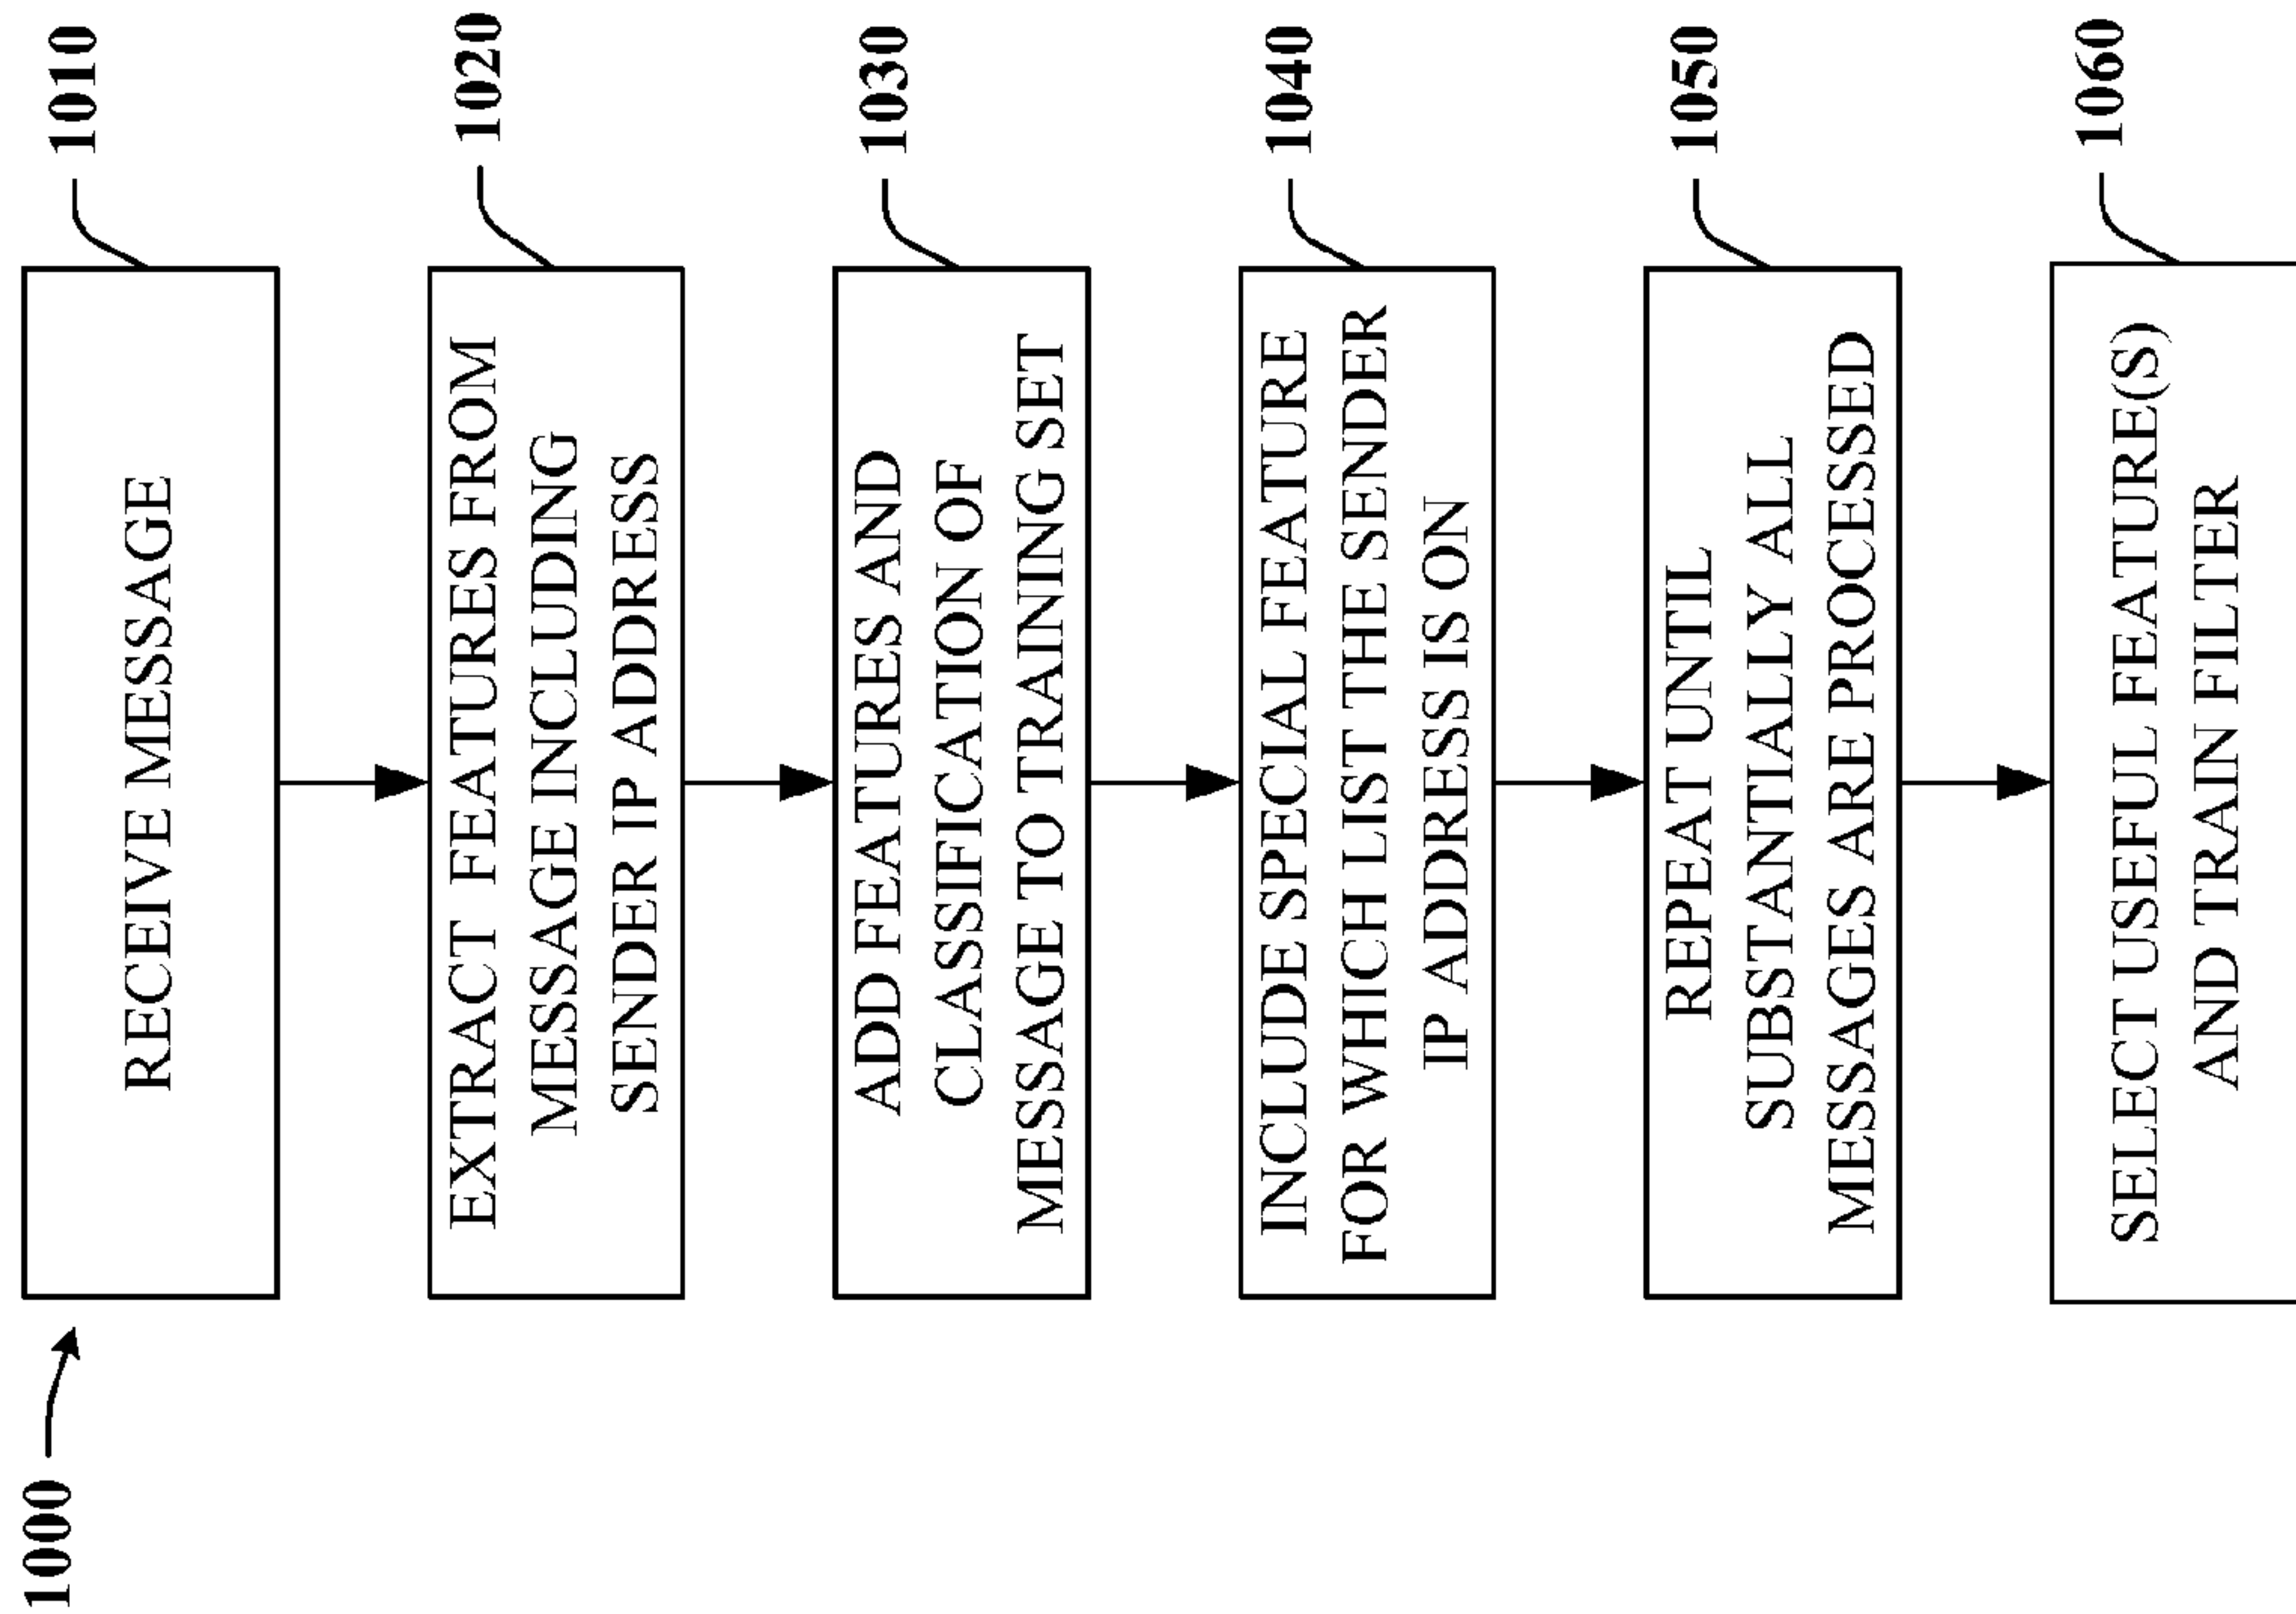 1000
RECEIVE MESSAGE
1010
EXTRACT FEATURES FROM
MESSAGE INCLUDING
SENDER IP ADDRESS
1020
ADD FEATURES AND
CLASSIFICATION OF
MESSAGE TO TRAINING SET
1030
INCLUDE SPECIAL FEATURE
FOR WHICH LIST THE SENDER
IP ADDRESS IS ON
1040
REPEAT UNTIL
SUBSTANTIALLY ALL
MESSAGES ARE PROCESSED
1050
SELECT USEFUL FEATURE(S)
AND TRAIN FILTER
1060